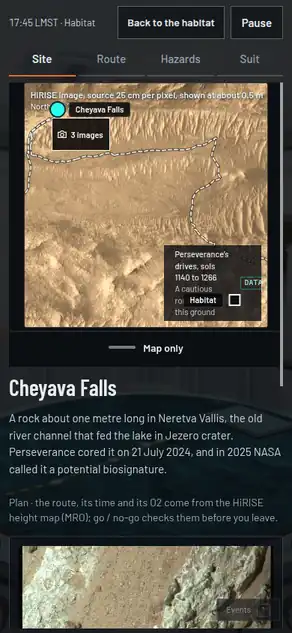 17:45 LMST · Habitat
Back to the habitat
Pause
Site
Route
Hazards
Suit
HiRISE image, source 25 cm per pixel, shown at about 0.5 m
North
Cheyava Falls
3 images
Perseverance's
drives, sols
1140 to 1266
A cautious
DATA
Habitat
this ground
Map only
Cheyava Falls
A rock about one metre long in Neretva Vallis, the old
river channel that fed the lake in Jezero crater.
Perseverance cored it on 21 July 2024, and in 2025 NASA
called it a potential biosignature.
Plan · the route, its time and its O2 come from the HiRISE
height map (MRO); go / no-go checks them before you leave.
Events